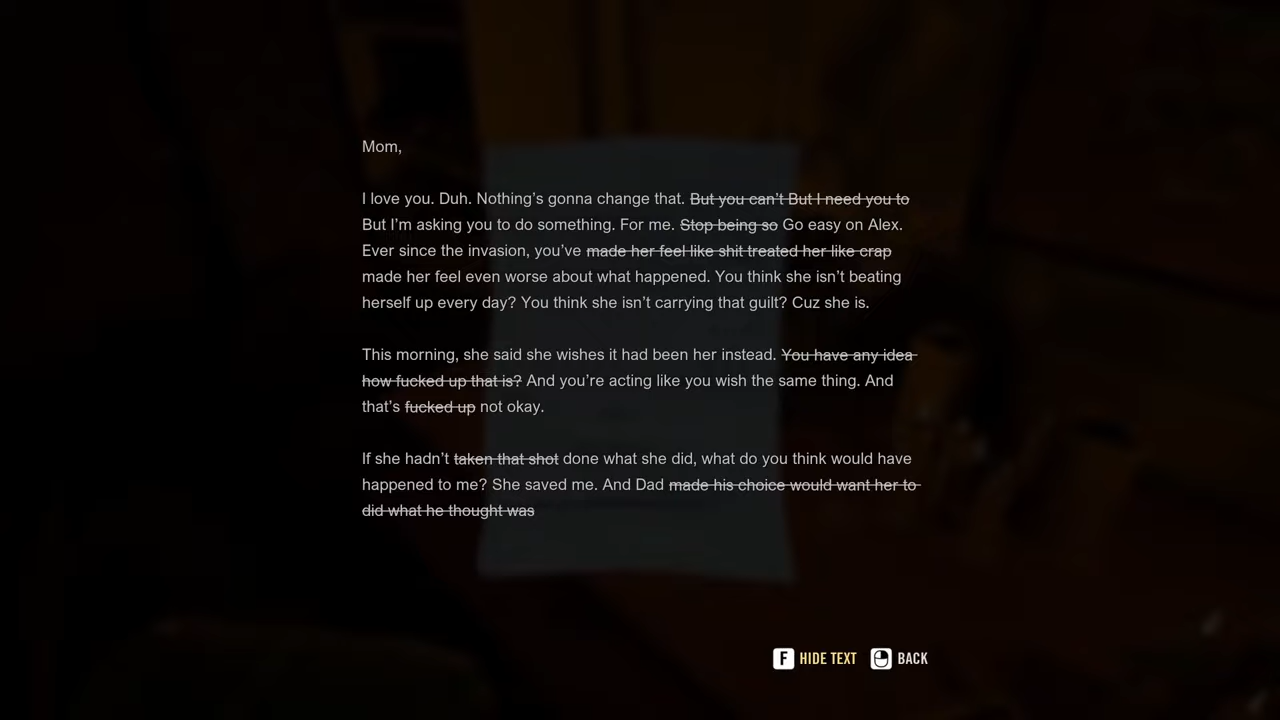 Mom,
I love you. Duh. Nothing’s gonna change that. But you can’t But I need you to
But I’m asking you to do something. For me. Stop being so Go easy on Alex.
Ever since the invasion, you’ve made her feel like shit treated her like crap
made her feel even worse about what happened. You think she isn’t beating
herself up every day? You think she isn’t carrying that guilt? Cuz she is.
This morning, she said she wishes it had been her instead. You have any idea
how fucked up that is? And you’re acting like you wish the same thing. And
that’s fucked up not okay.
If she hadn’t taken that shot done what she did, what do you think would have
happened to me? She saved me. And Dad made his choice would want her to
did what he thought was
F HIDE TEXT BACK